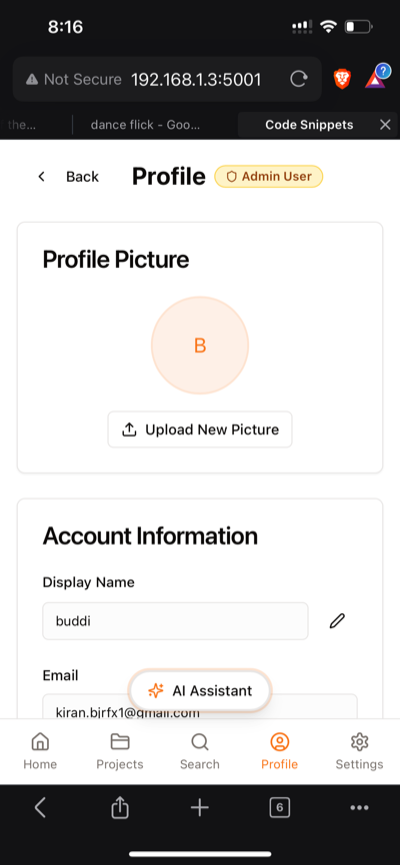 8:16
Not Secure 192.168.1.3:5001
?
the...
dance flick - Goo...
Code Snippets
Back
Profile
Admin User
Profile Picture
B
Upload New Picture
Account Information
Display Name
buddi
Email
AI Assistant
kiran.bjrfx1@gmail.com
Home
Projects
Search
Profile
Settings
6